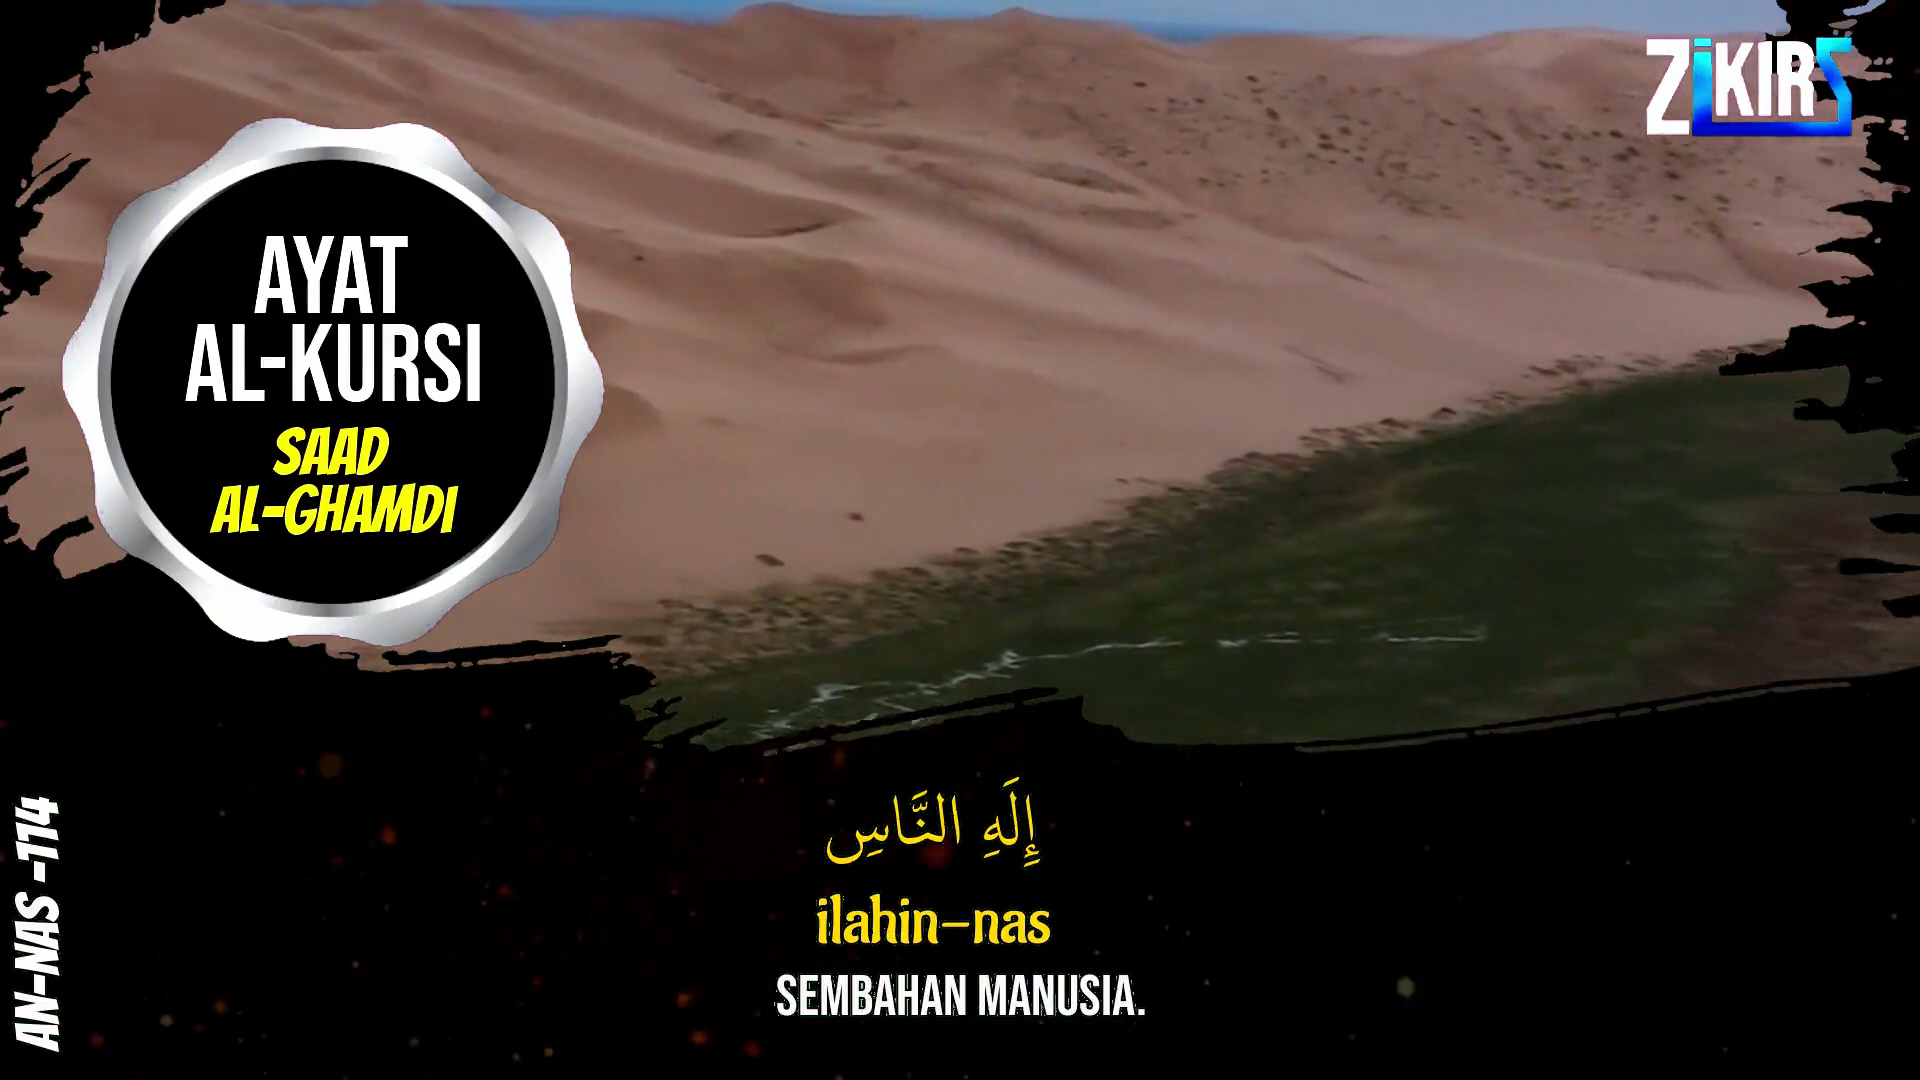 ZiKIRS
AYAT
AL-KURSI
SAAD
AL-GHAMDI
إِلَهِ النَّاسِ
ilahin-nas
SEMBAHAN MANUSIA.
AN-NAS -114